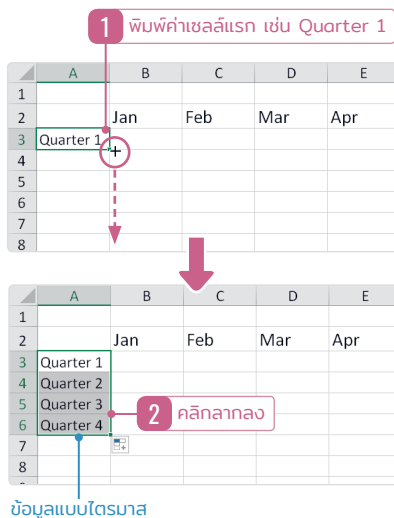 1 พิมพ์ค่าเซลล์แรก เช่น Quarter 1
A B C D E
1
2 Jan Feb Mar Apr
3 Quarter 1
4
5
6
7
8
A B C D E
1
2 Jan Feb Mar Apr
3 Quarter 1
4 Quarter 2
5 Quarter 3
2 คลิกลากลง
6 Quarter 4
7
8
ข้อมูลแบบไตรมาส